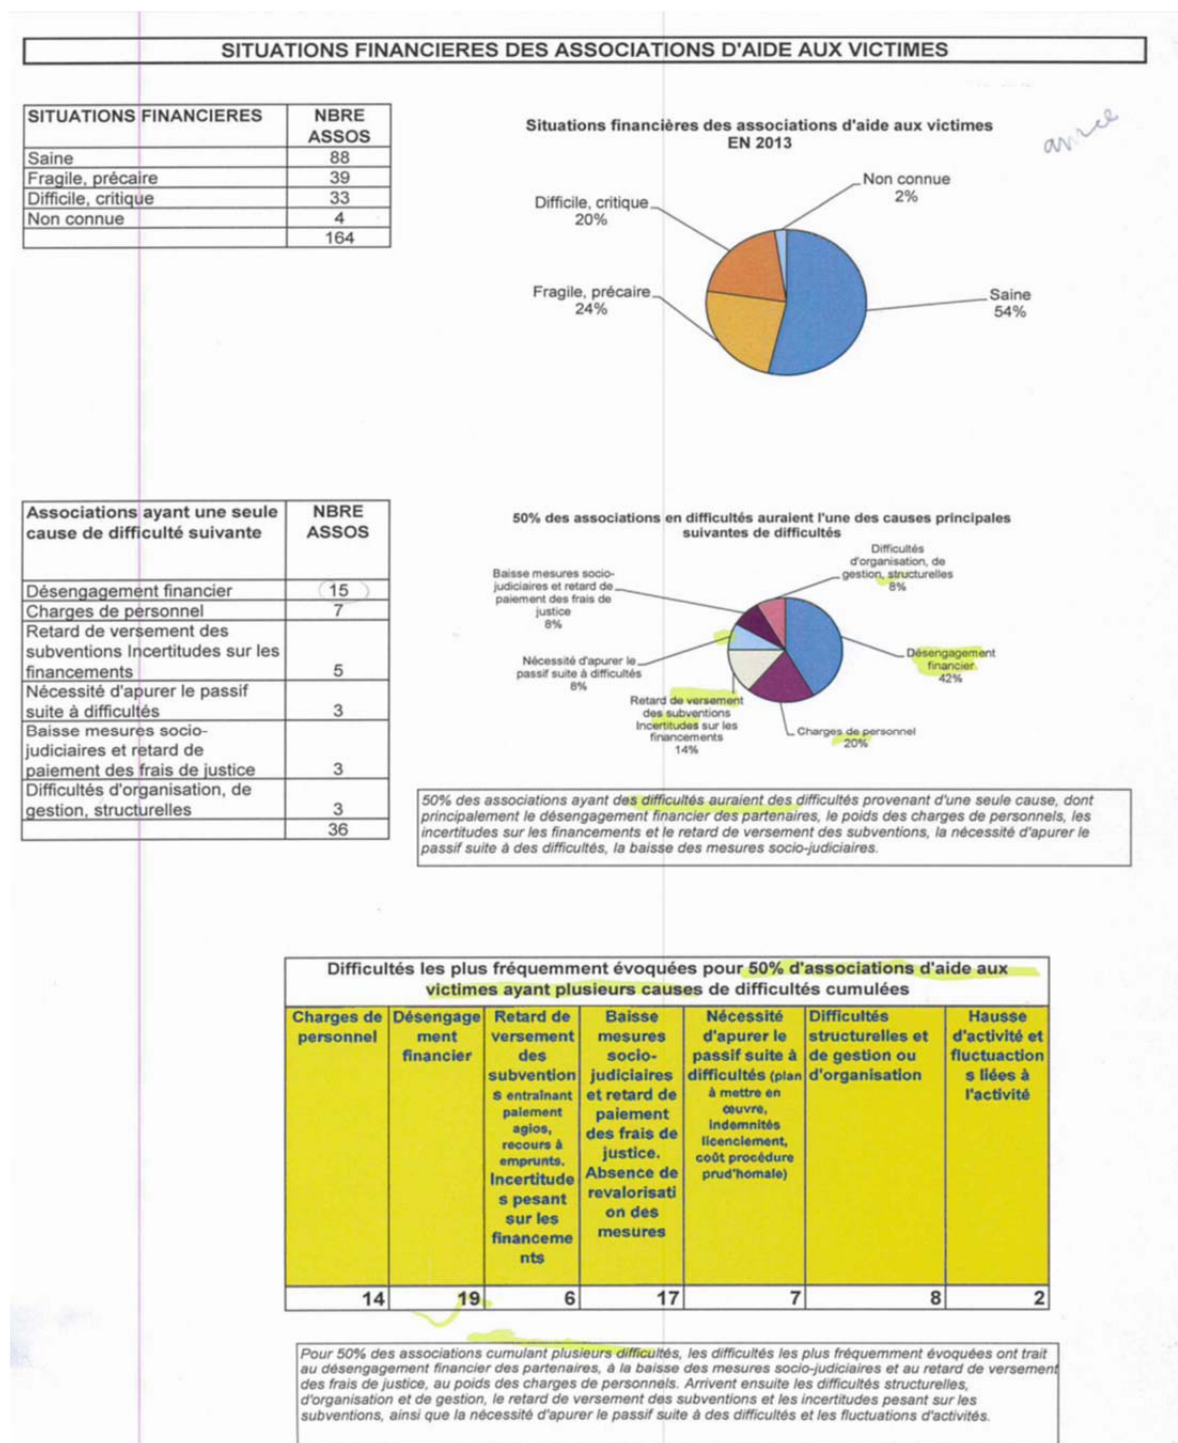 SITUATIONS FINANCIERES DES ASSOCIATIONS D'AIDE AUX VICTIMES
SITUATIONS FINANCIERES
NBRE
ASSOS
Saine 88
Fragile, précaire 39
Difficile, critique 33
Non connue 4
164
Situations financières des associations d'aide aux victimes
EN 2013
Non connue
2%
Difficile, critique
20%
Fragile, précaire
24%
Saine
54%
Associations ayant une seule
cause de difficulté suivante
NBRE
ASSOS
Désengagement financier 15
Charges de personnel 7
Retard de versement des
subventions Incertitudes sur les
financements 5
Nécessité d'apurer le passif
suite à difficultés 3
Baisse mesures socio-
judiciaires et retard de
paiement des frais de justice 3
Difficultés d'organisation, de
gestion, structurelles 3
36
50% des associations en difficultés auraient l'une des causes principales
suivantes de difficultés
Difficultés
d'organisation, de
gestion, structurelles
8%
Baisse mesures socio-
judiciaires et retard de
paiement des frais de
justice
8%
Nécessité d'apurer le
passif suite à difficultés
8%
Désengagement
financier
42%
Retard de versement
des subventions
Incertitudes sur les
financements
14%
Charges de personnel
20%
50% des associations ayant des difficultés auraient des difficultés provenant d'une seule cause, dont
principalement le désengagement financier des partenaires, le poids des charges de personnels, les
incertitudes sur les financements et le retard de versement des subventions, la nécessité d'apurer le
passif suite à des difficultés, la baisse des mesures socio-judiciaires.
Difficultés les plus fréquemment évoquées pour 50% d'associations d'aide aux
victimes ayant plusieurs causes de difficultés cumulées
Charges de
personnel
Désengage
ment
financier
Retard de
versement
des
subvention
s entraînant
paiement
agios,
recours à
emprunts.
Incertitude
s pesant
sur les
financeme
nts
Baisse
mesures
socio-
judiciaires
et retard de
paiement
des frais de
justice.
Absence de
revalorisati
on des
mesures
Nécessité
d'apurer le
passif suite à
difficultés (plan
à mettre en
œuvre,
indemnités
licenciement,
coût procédure
prud'homale)
Difficultés
structurelles et
de gestion ou
d'organisation
Hausse
d'activité et
fluctuaction
s liées à
l'activité
14 19 6 17 7 8 2
Pour 50% des associations cumulant plusieurs difficultés, les difficultés les plus fréquemment évoquées ont trait
au désengagement financier des partenaires, à la baisse des mesures socio-judiciaires et au retard de versement
des frais de justice, au poids des charges de personnels. Arrivent ensuite les difficultés structurelles,
d'organisation et de gestion, le retard de versement des subventions et les incertitudes pesant sur les
subventions, ainsi que la nécessité d'apurer le passif suite à des difficultés et les fluctuations d'activités.